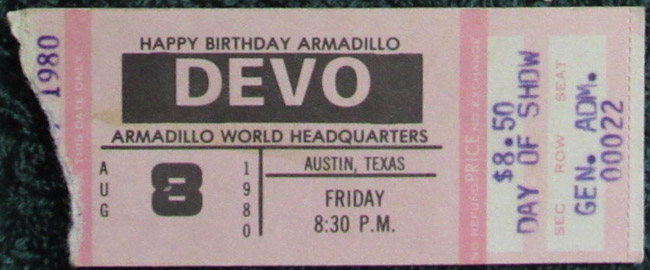 1980
THIS DATE ONLY
HAPPY BIRTHDAY ARMADILLO
DEVO
ARMADILLO WORLD HEADQUARTERS
AUG
8
1980
AUSTIN, TEXAS
FRIDAY
8:30 P.M.
NO REFUND PRICE NO EXCHANGE
$8.50
DAY OF SHOW
SEC ROW SEAT
GEN. ADM.
00022